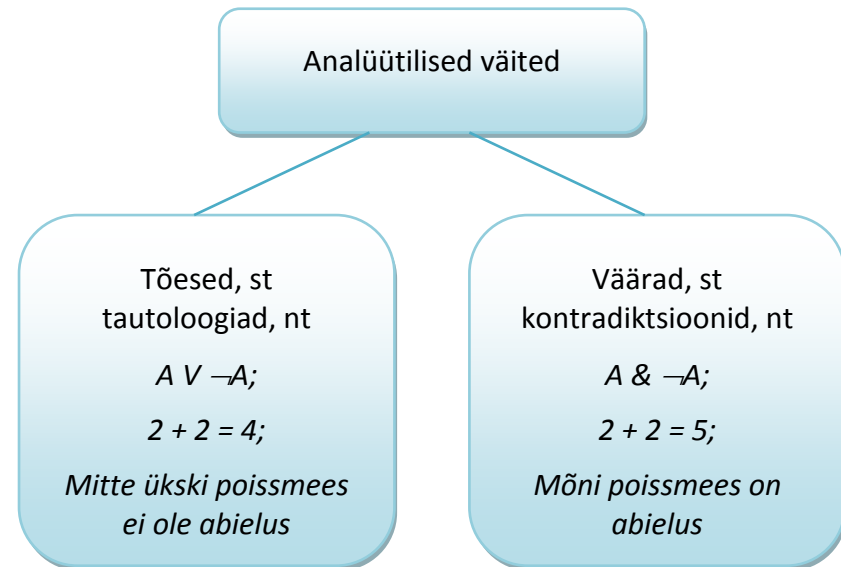 Analüütilised väited
Tõesed, st
tautoloogiad, nt
A V ¬A;
2 + 2 = 4;
Mitte ükski poissmees
ei ole abielus
Väärad, st
kontradiktsioonid, nt
A & ¬A;
2 + 2 = 5;
Mõni poissmees on
abielus